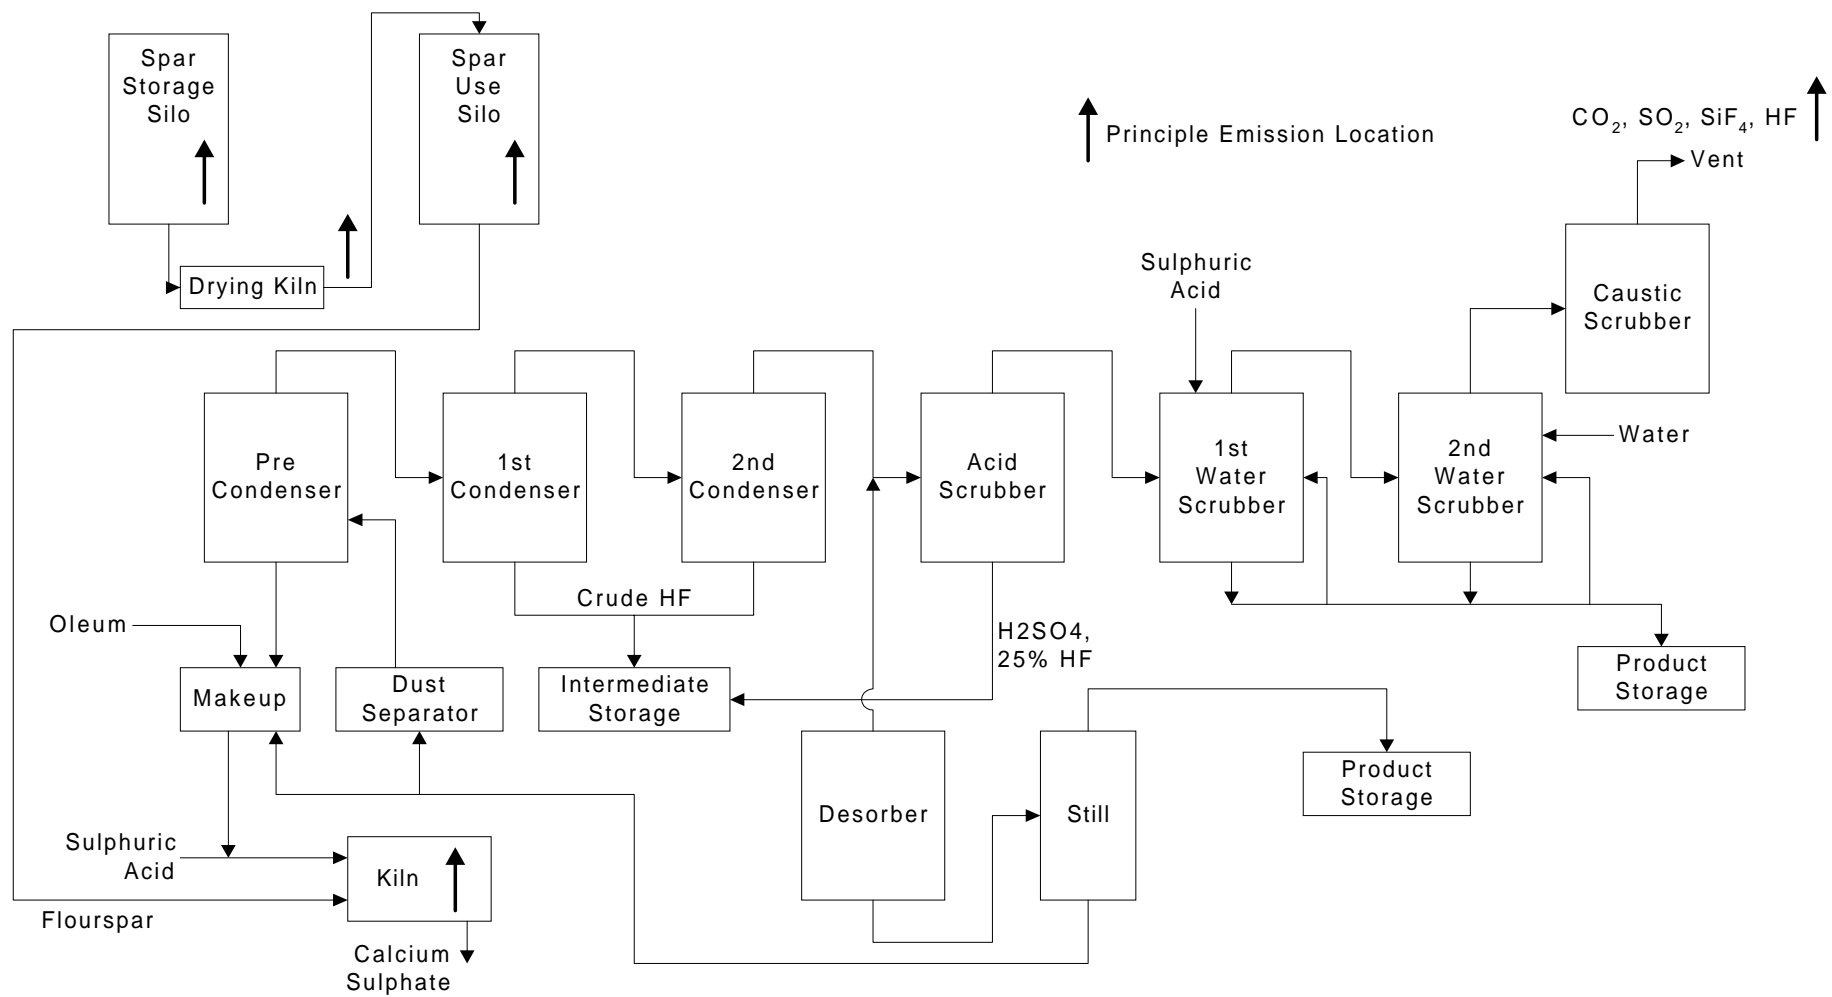 Spar
Storage
Silo
Spar
Use
Silo
Principle Emission Location
CO2, SO2, SiF4, HF
Vent
Drying Kiln
Sulphuric
Acid
Caustic
Scrubber
Pre
Condenser
1st
Condenser
2nd
Condenser
Acid
Scrubber
1st
Water
Scrubber
2nd
Water
Scrubber
Water
Crude HF
Oleum
H2SO4,
25% HF
Makeup
Dust
Separator
Intermediate
Storage
Product
Storage
Desorber
Still
Product
Storage
Sulphuric
Acid
Kiln
Flourspar
Calcium
Sulphate